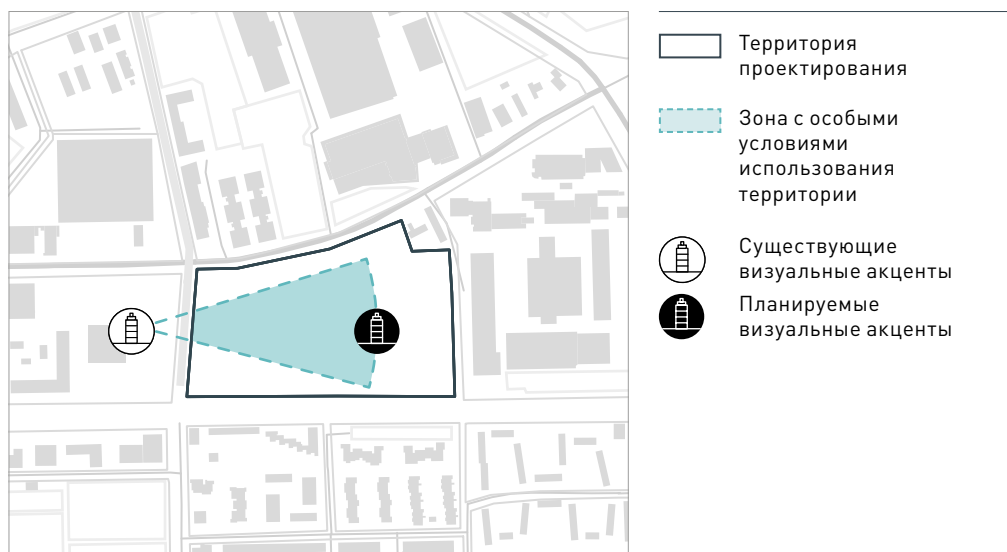 Территория
проектирования
Зона с особыми
условиями
использования
территории
Существующие
визуальные акценты
Планируемые
визуальные акценты